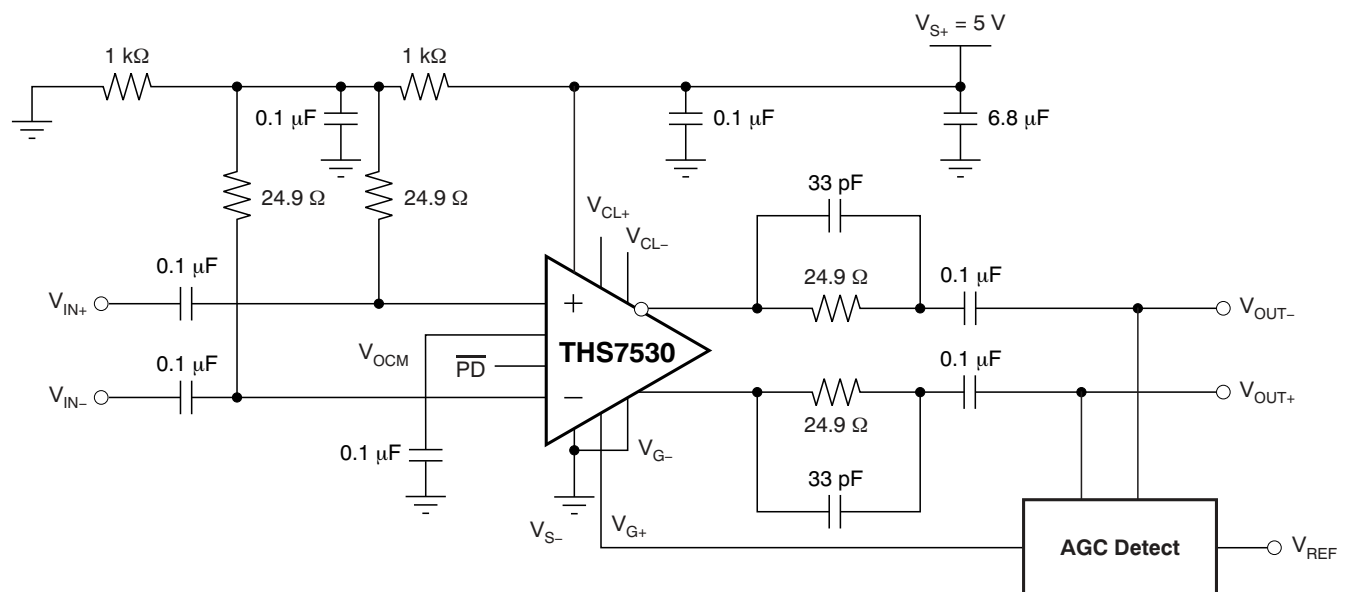 V_S+ = 5 V
1 kΩ
1 kΩ
0.1 μF
0.1 μF
6.8 μF
24.9 Ω
24.9 Ω
33 pF
V_CL+
V_CL−
0.1 μF
24.9 Ω
0.1 μF
V_IN+
+
V_OUT−
V_OCM
THS7530
0.1 μF
0.1 μF
P̅D̅
V_IN−
−
V_OUT+
24.9 Ω
0.1 μF
V_G−
33 pF
V_S−
V_G+
AGC Detect
V_REF